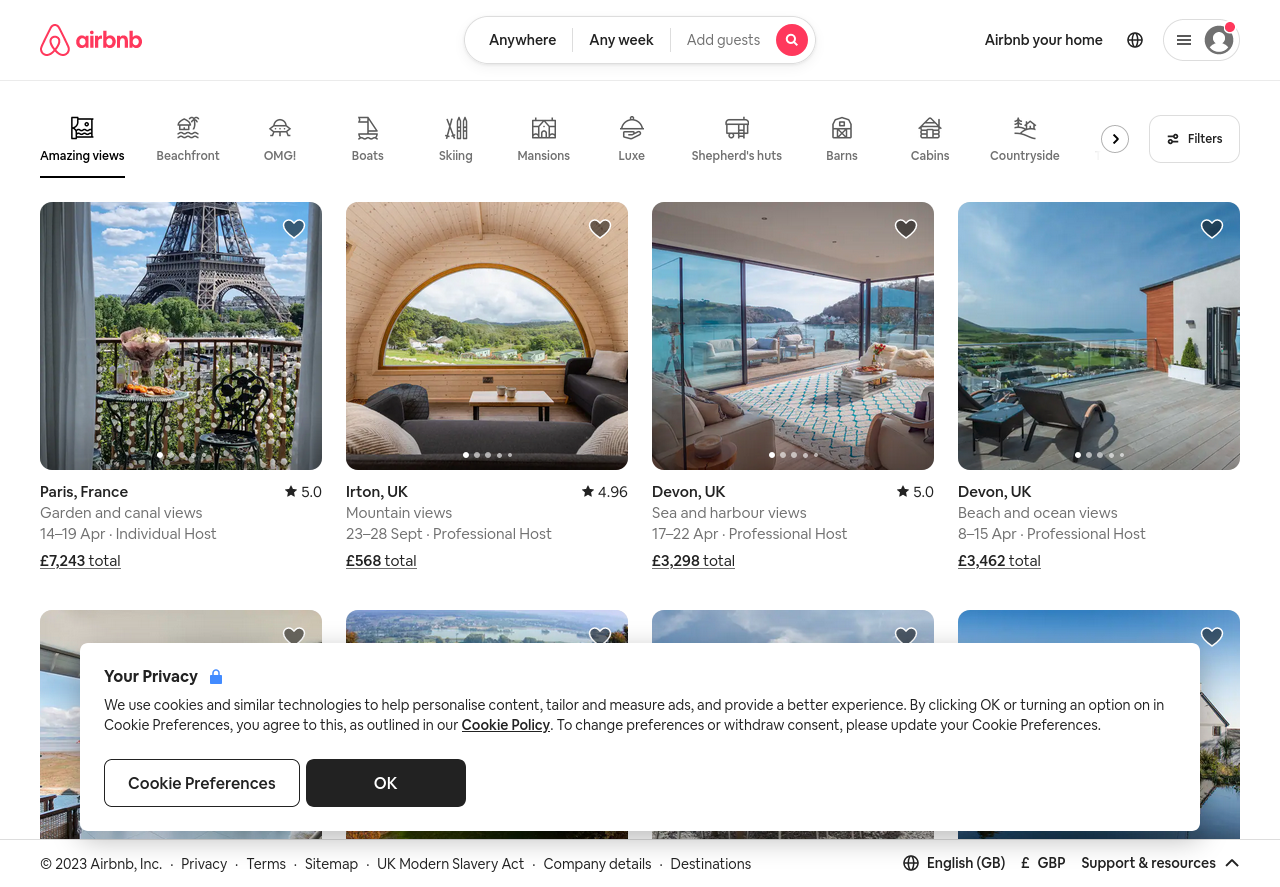 airbnb
Anywhere
Any week
Add guests
Airbnb your home
Amazing views
Beachfront
OMG!
Boats
Skiing
Mansions
Luxe
Shepherd's huts
Barns
Cabins
Countryside
Filters
Paris, France
5.0
Garden and canal views
14–19 Apr · Individual Host
£7,243 total
Irton, UK
4.96
Mountain views
23–28 Sept · Professional Host
£568 total
Devon, UK
5.0
Sea and harbour views
17–22 Apr · Professional Host
£3,298 total
Devon, UK
Beach and ocean views
8–15 Apr · Professional Host
£3,462 total
Your Privacy
We use cookies and similar technologies to help personalise content, tailor and measure ads, and provide a better experience. By clicking OK or turning an option on in
Cookie Preferences, you agree to this, as outlined in our Cookie Policy. To change preferences or withdraw consent, please update your Cookie Preferences.
Cookie Preferences
OK
© 2023 Airbnb, Inc. · Privacy · Terms · Sitemap · UK Modern Slavery Act · Company details · Destinations
English (GB)
£ GBP
Support & resources